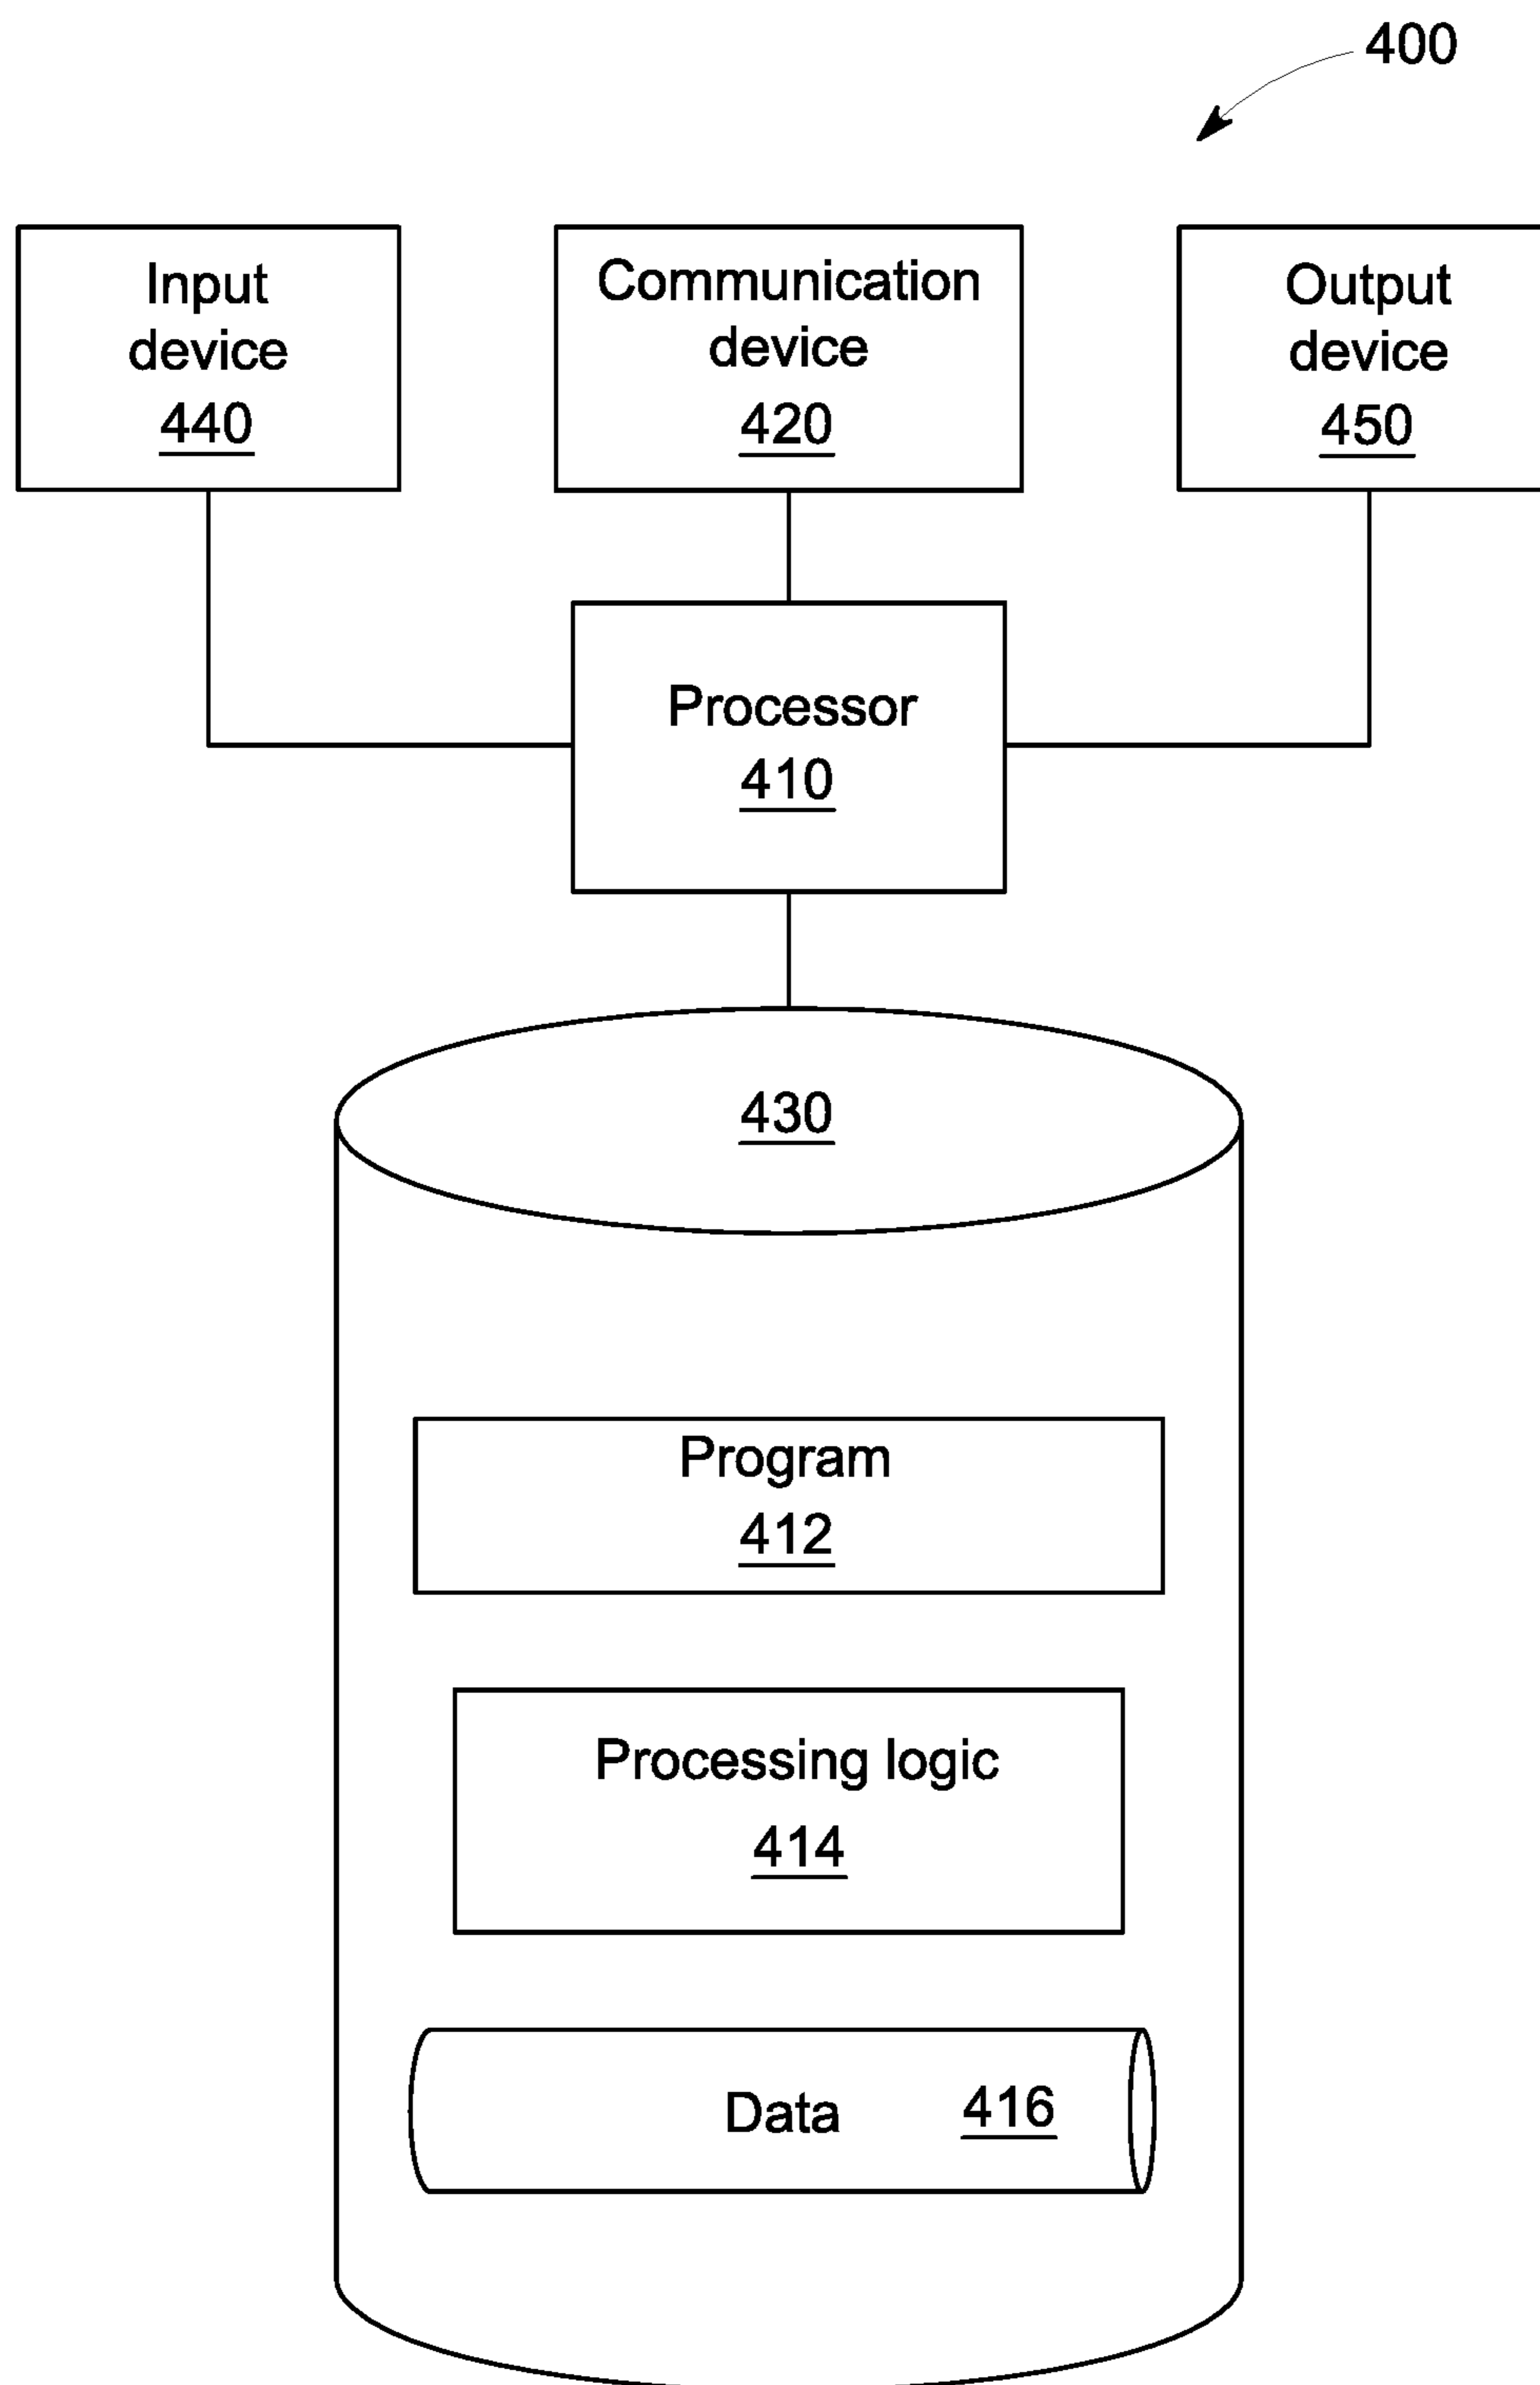 400
Input
device
440
Communication
device
420
Output
device
450
Processor
410
430
Program
412
Processing logic
414
Data 416